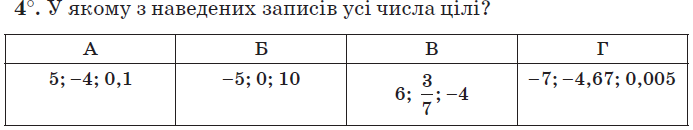 4°. У якому з наведених записів усі числа цілі?
А Б В Г
5; –4; 0,1 –5; 0; 10 6; 3/7; –4 –7; –4,67; 0,005